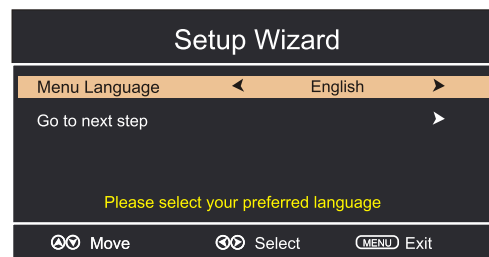 Setup Wizard
Menu Language English
Go to next step
Please select your preferred language
Move Select MENU Exit